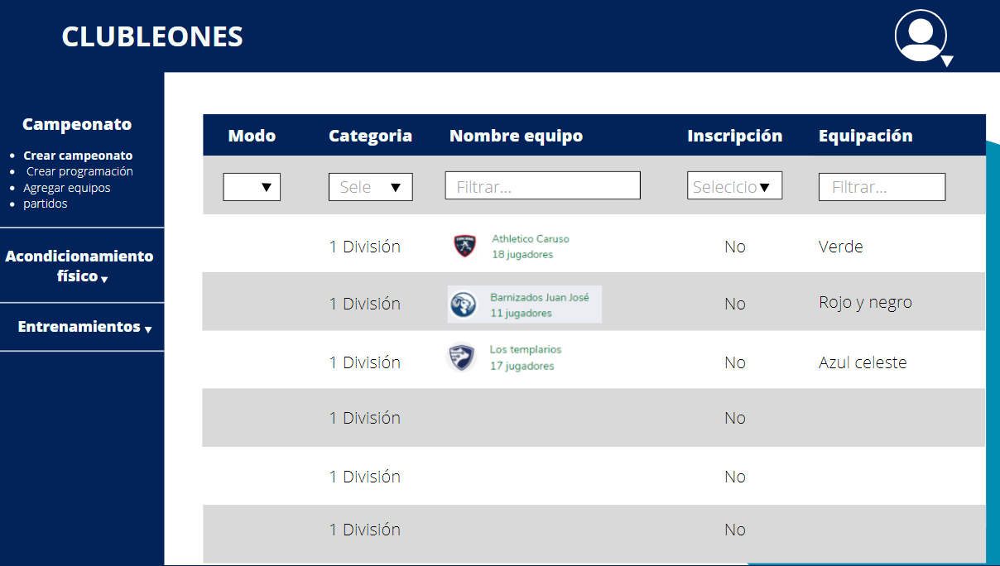 CLUBLEONES
Campeonato
Crear campeonato
Crear programación
Agregar equipos
partidos
Acondicionamiento
físico
Entrenamientos
Modo Categoria Nombre equipo Inscripción Equipación
Sele Filtrar... Selecicio Filtrar...
1 División Athletico Caruso 18 jugadores No Verde
1 División Barnizados Juan José 11 jugadores No Rojo y negro
1 División Los templarios 17 jugadores No Azul celeste
1 División No
1 División No
1 División No